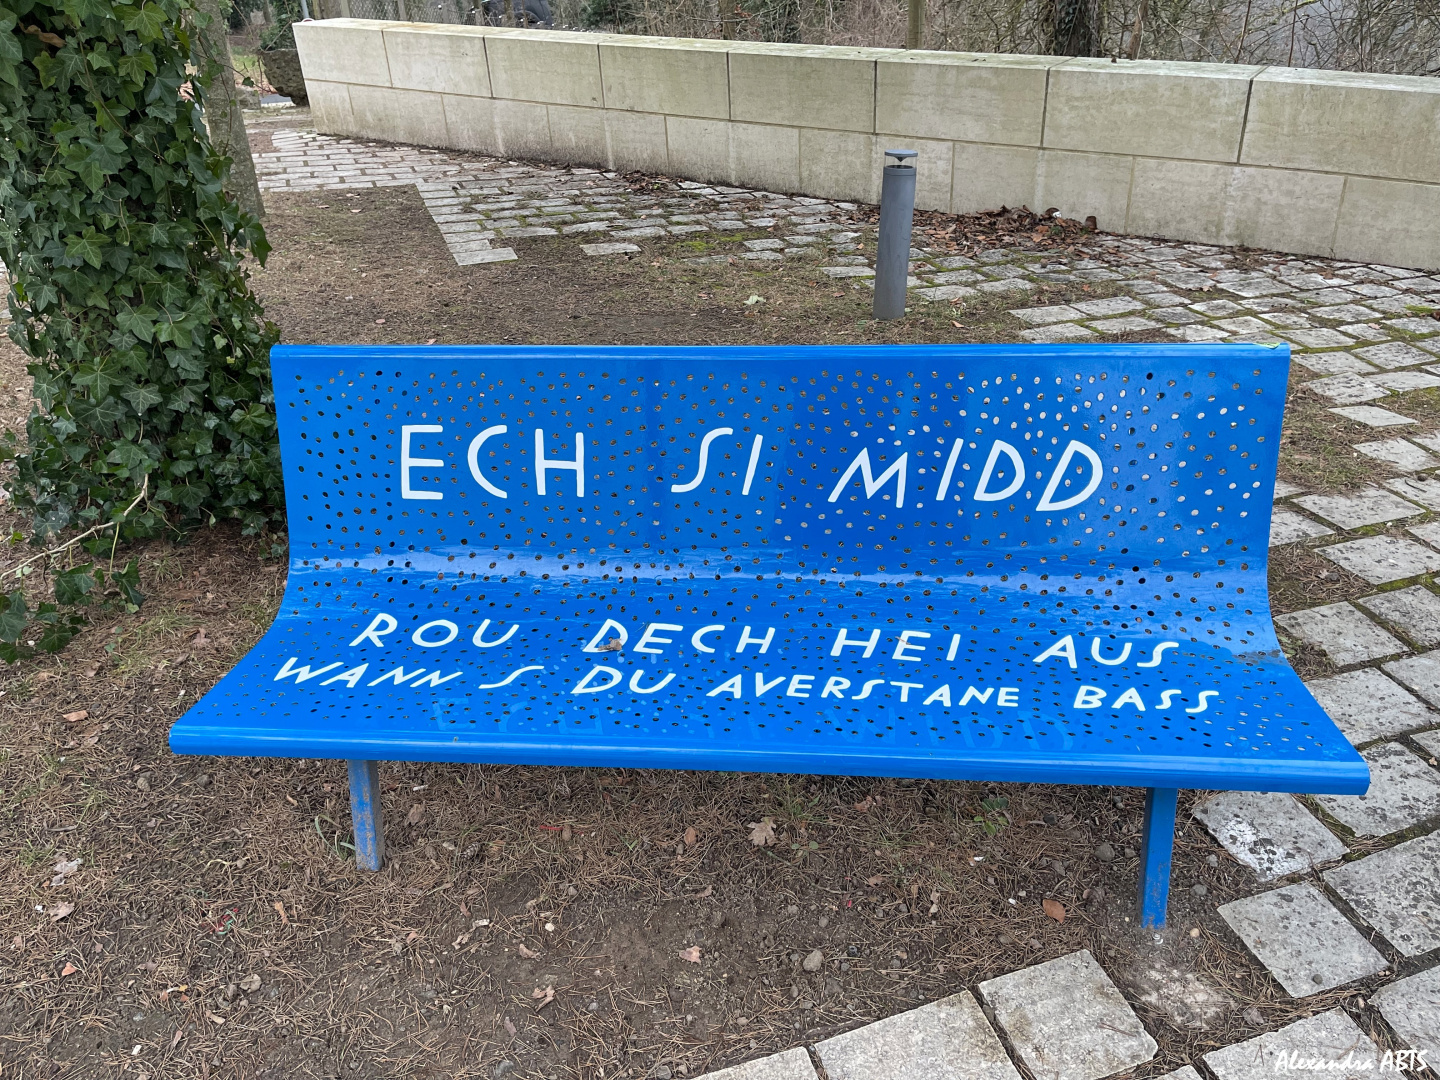 ECH SI MIDD
ROU DECH HEI AUS
WANN S DU AVERSTANE BASS
Alexandra ABTS